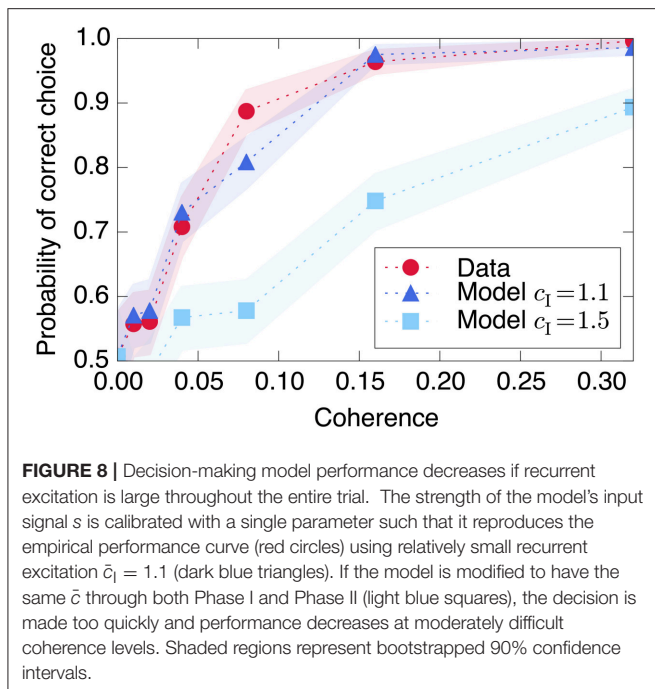 1.0
0.9
0.8
0.7
0.6
0.5
Probability of correct choice
0.00 0.05 0.10 0.15 0.20 0.25 0.30
Coherence
Data
Model c_I=1.1
Model c_I=1.5
FIGURE 8 | Decision-making model performance decreases if recurrent
excitation is large throughout the entire trial. The strength of the model's input
signal s is calibrated with a single parameter such that it reproduces the
empirical performance curve (red circles) using relatively small recurrent
excitation c̄_I = 1.1 (dark blue triangles). If the model is modified to have the
same c̄ through both Phase I and Phase II (light blue squares), the decision is
made too quickly and performance decreases at moderately difficult
coherence levels. Shaded regions represent bootstrapped 90% confidence
intervals.